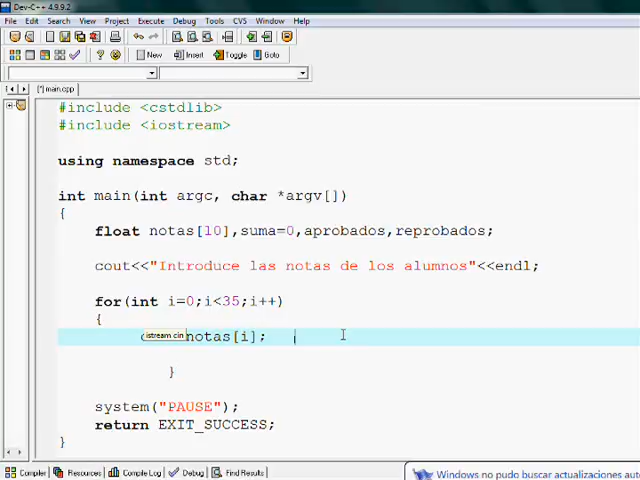 Dev-C++ 4.9.9.2
File Edit Search View Project Execute Debug Tools CVS Window Help
New Insert Toggle Goto
[*] main.cpp
#include <cstdlib>
#include <iostream>
using namespace std;
int main(int argc, char *argv[])
{
float notas[10],suma=0,aprobados,reprobados;
cout<<"Introduce las notas de los alumnos"<<endl;
for(int i=0;i<35;i++)
{
istream cin notas[i];
}
system("PAUSE");
return EXIT_SUCCESS;
}
Compiler Resources Compile Log Debug Find Results
Windows no pudo buscar actualizaciones